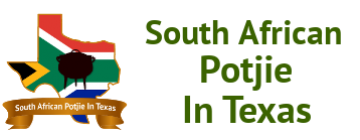 South African Potjie In Texas
South African
Potjie
In Texas